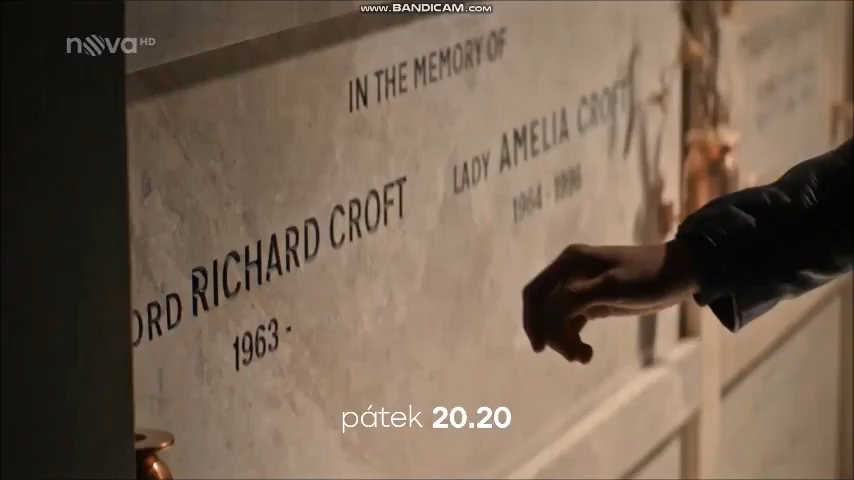 www.BANDICAM.com
nova HD
IN THE MEMORY OF
LADY AMELIA CROFT
1964 - 1996
ORD RICHARD CROFT
1963 -
pátek 20.20